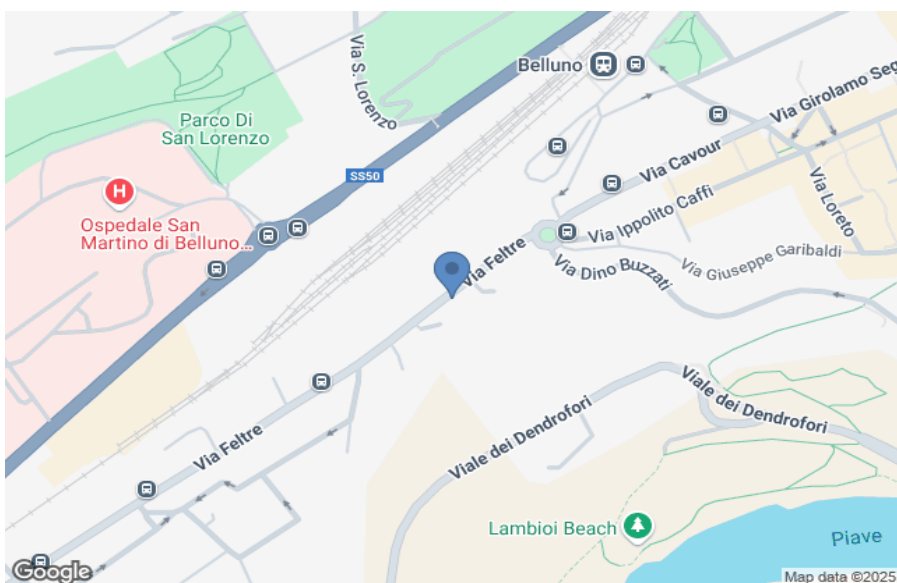 Belluno
Via Girolamo Seg
Via S. Lorenzo
Parco Di
San Lorenzo
Via Cavour
SS50
H
Via Ippolito Caffi
Via Loreto
Ospedale San
Martino di Belluno...
Via Feltre
Via Giuseppe Garibaldi
Via Dino Buzzati
Viale dei Dendrofori
Viale dei Dendrofori
Via Feltre
Lambioi Beach
Piave
Google
Map data ©2025